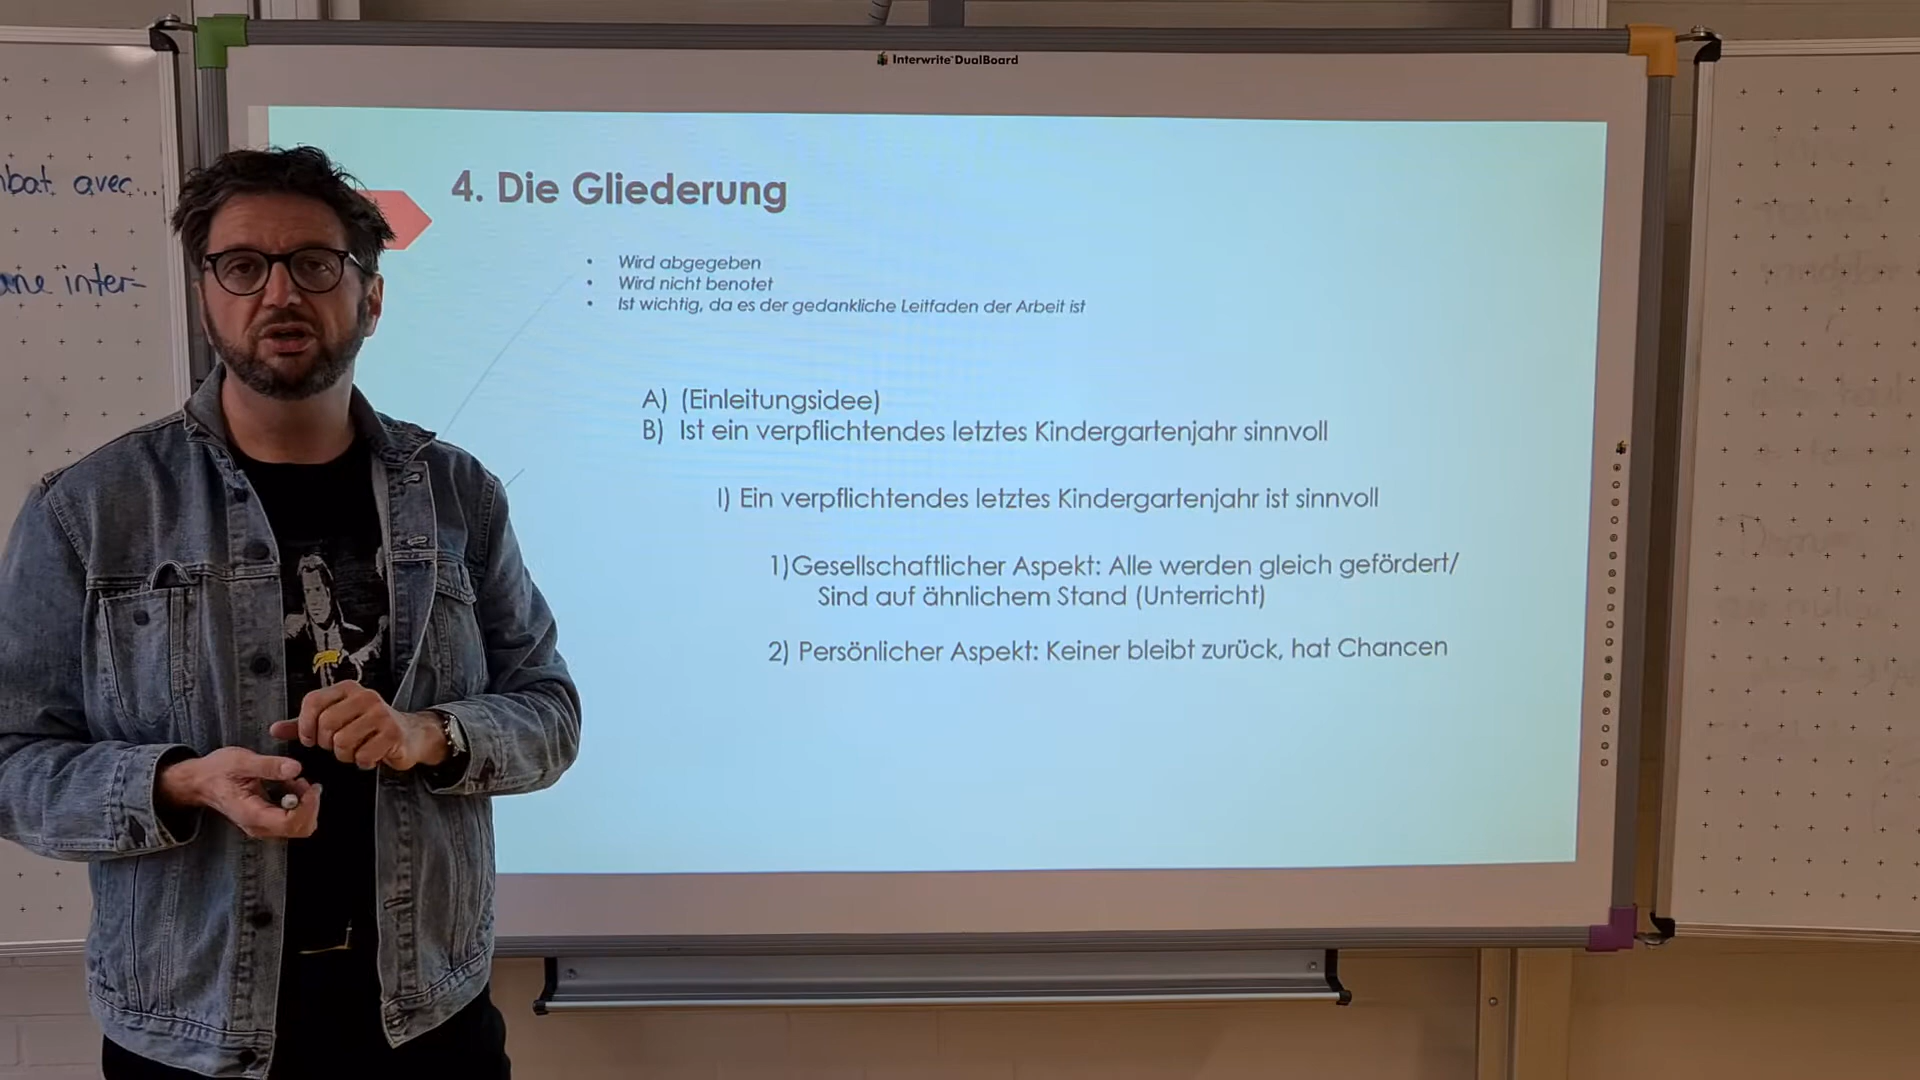 Interwrite DualBoard
avec...
inter-
4. Die Gliederung
• Wird abgegeben
• Wird nicht benotet
• Ist wichtig, da es der gedankliche Leitfaden der Arbeit ist
A) (Einleitungsidee)
B) Ist ein verpflichtendes letztes Kindergartenjahr sinnvoll
I) Ein verpflichtendes letztes Kindergartenjahr ist sinnvoll
1)Gesellschaftlicher Aspekt: Alle werden gleich gefördert/
Sind auf ähnlichem Stand (Unterricht)
2) Persönlicher Aspekt: Keiner bleibt zurück, hat Chancen